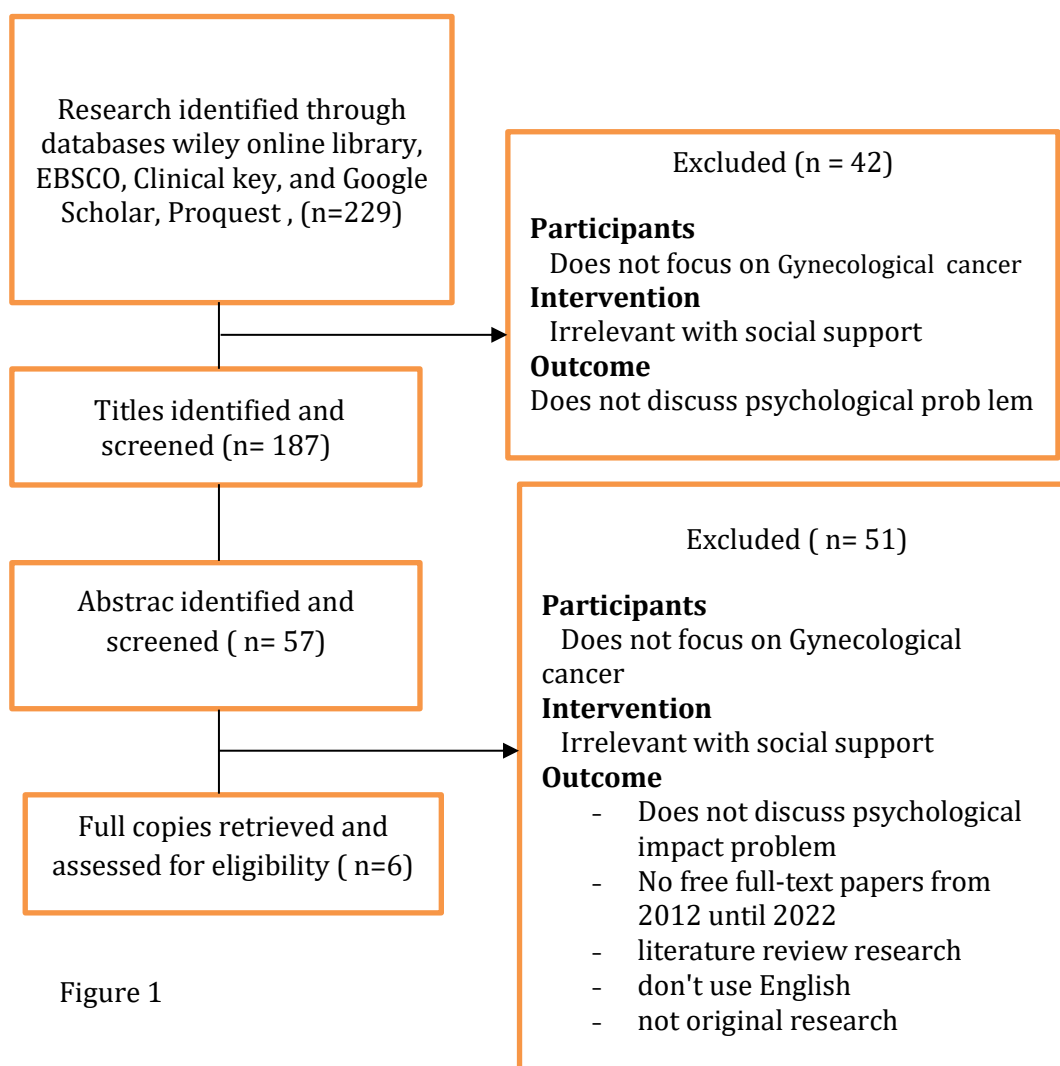 Research identified through
databases wiley online library,
EBSCO, Clinical key, and Google
Scholar, Proquest , (n=229)
Excluded (n = 42)
Participants
Does not focus on Gynecological cancer
Intervention
Irrelevant with social support
Outcome
Does not discuss psychological prob lem
Titles identified and
screened (n= 187)
Abstrac identified and
screened ( n= 57)
Excluded ( n= 51)
Participants
Does not focus on Gynecological
cancer
Intervention
Irrelevant with social support
Outcome
- Does not discuss psychological
impact problem
- No free full-text papers from
2012 until 2022
- literature review research
- don't use English
- not original research
Full copies retrieved and
assessed for eligibility ( n=6)
Figure 1